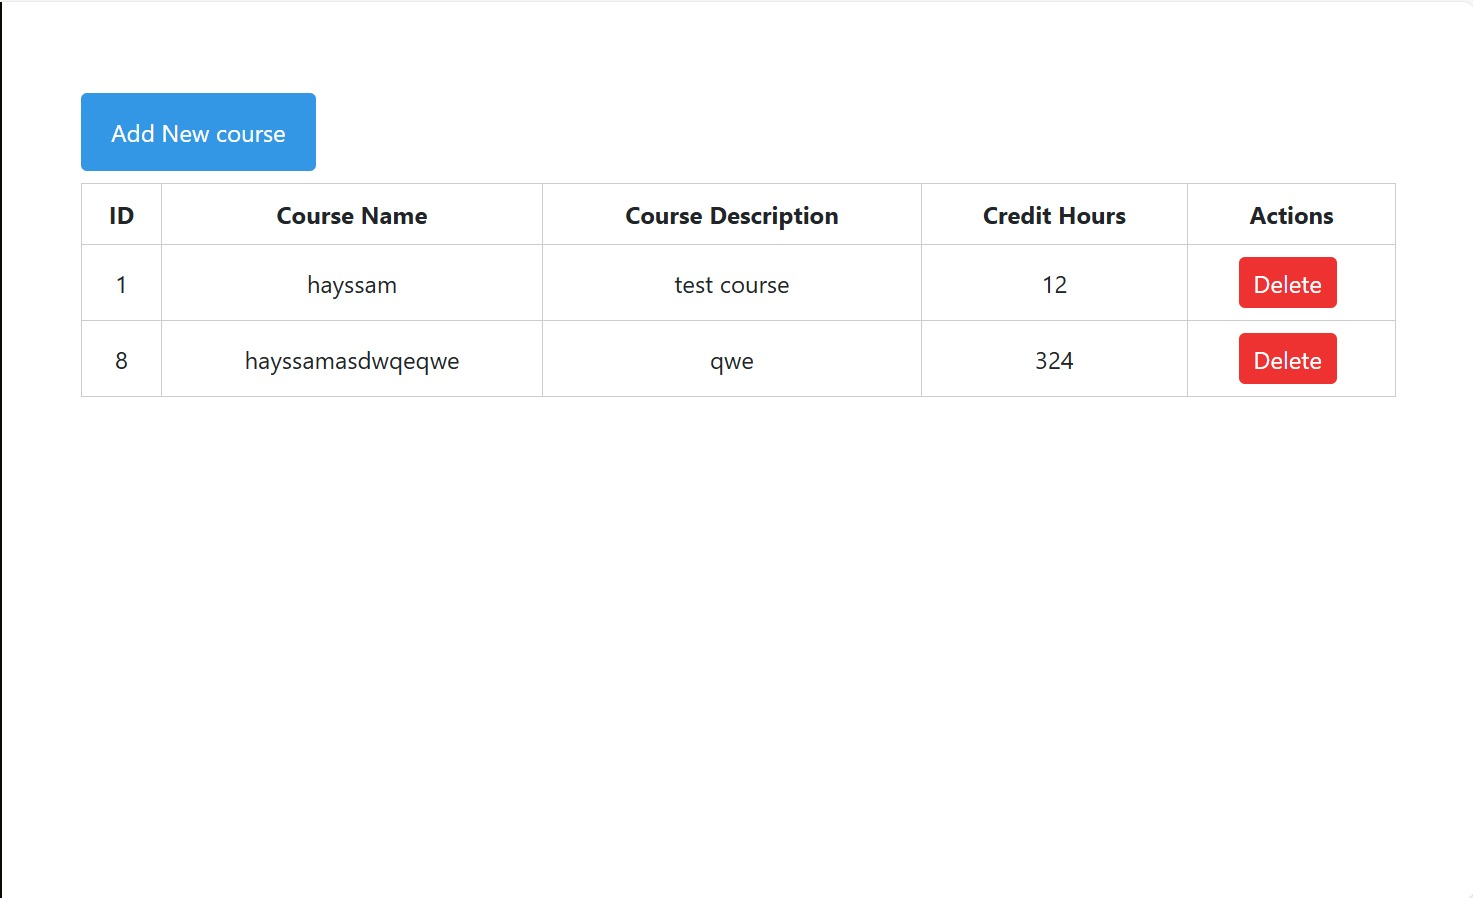 Add New course
ID Course Name Course Description Credit Hours Actions
1 hayssam test course 12 Delete
8 hayssamasdwqeqwe qwe 324 Delete